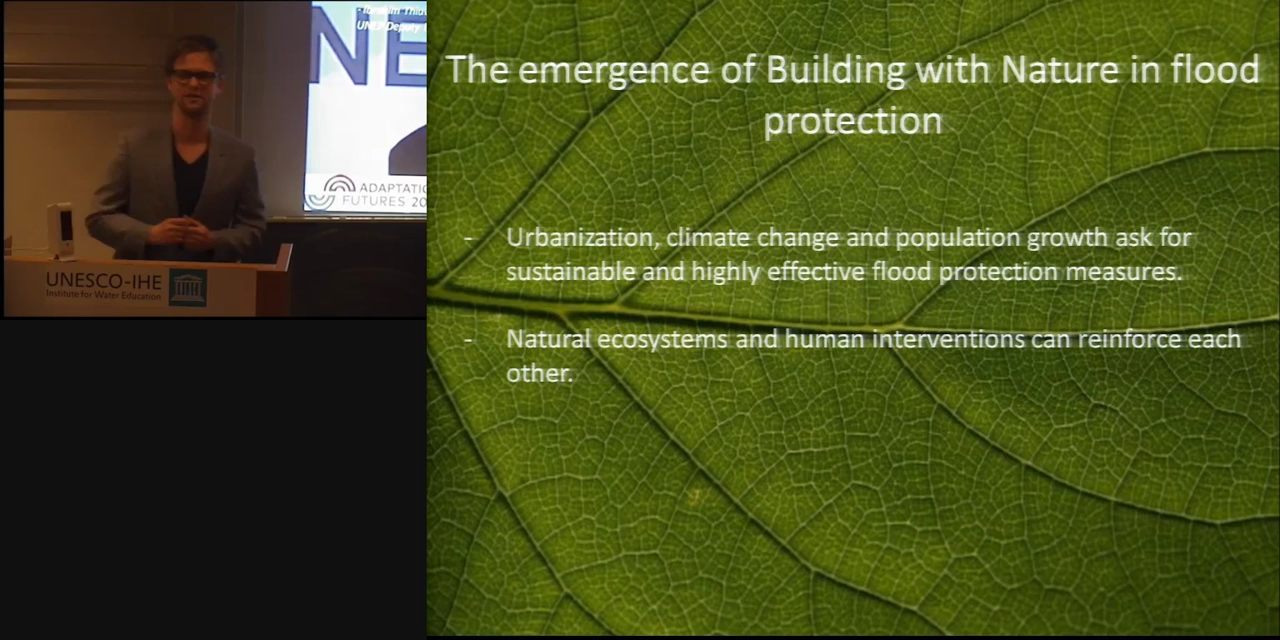 UNEP Deputy
NE
ADAPTATIO
FUTURES 20
UNESCO-IHE
Institute for Water Education
The emergence of Building with Nature in flood
protection
- Urbanization, climate change and population growth ask for
sustainable and highly effective flood protection measures.
- Natural ecosystems and human interventions can reinforce each
other.